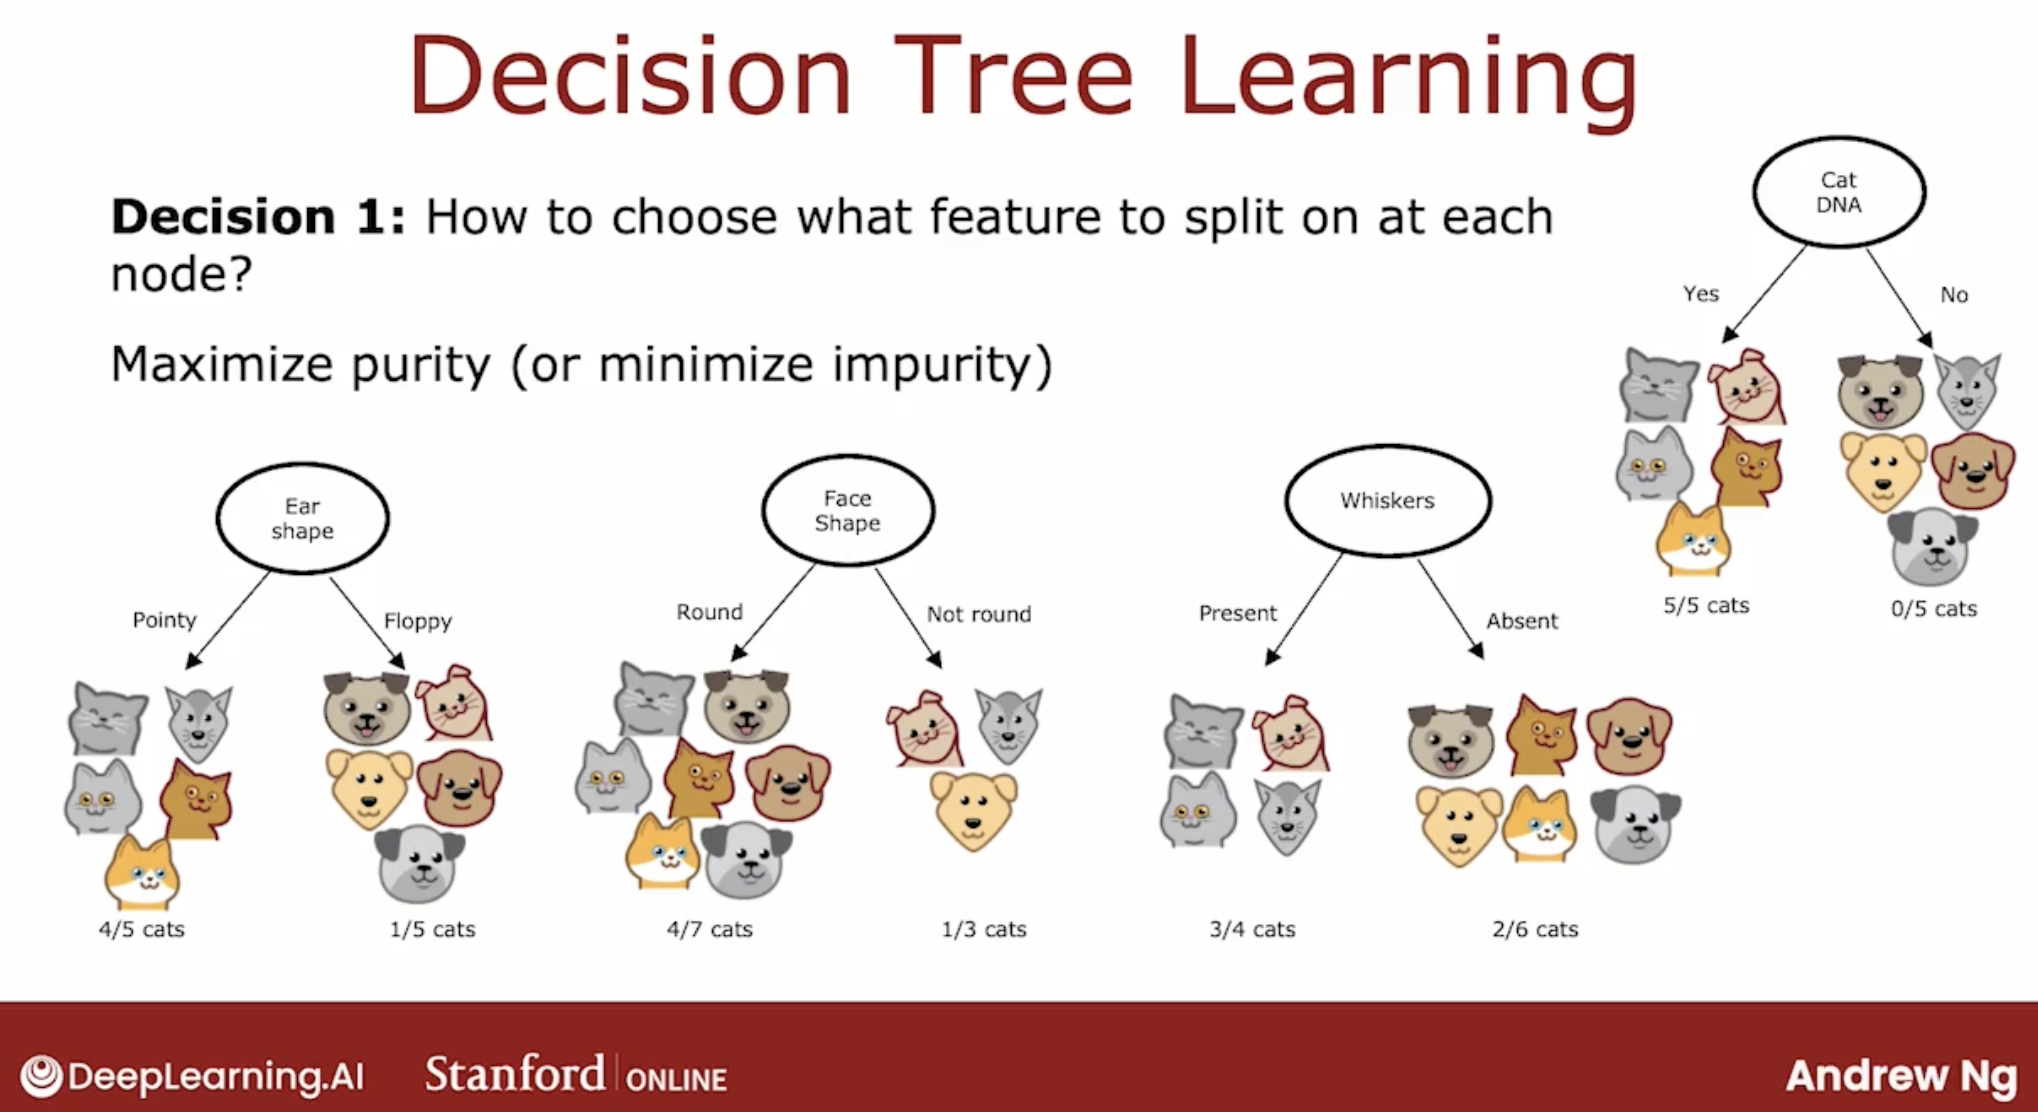 Decision Tree Learning
Decision 1: How to choose what feature to split on at each
node?
Maximize purity (or minimize impurity)
Cat
DNA
Yes
No
5/5 cats
0/5 cats
Ear
shape
Pointy
Floppy
4/5 cats
1/5 cats
Face
Shape
Round
Not round
4/7 cats
1/3 cats
Whiskers
Present
Absent
3/4 cats
2/6 cats
DeepLearning.AI
Stanford | ONLINE
Andrew Ng